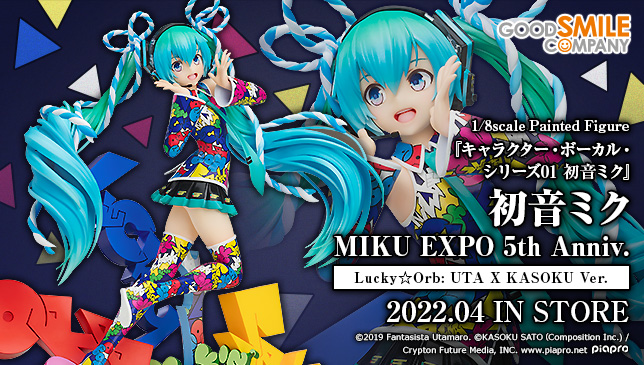 GOOD SMILE
COMPANY
1/8scale Painted Figure
『キャラクター・ボーカル・
シリーズ01 初音ミク』
初音ミク
MIKU EXPO 5th Anniv.
Lucky☆Orb: UTA X KASOKU Ver.
2022.04 IN STORE
©2019 Fantasista Utamaro. ©KASOKU SATO (Composition Inc.) /
Crypton Future Media, INC. www.piapro.net piapro